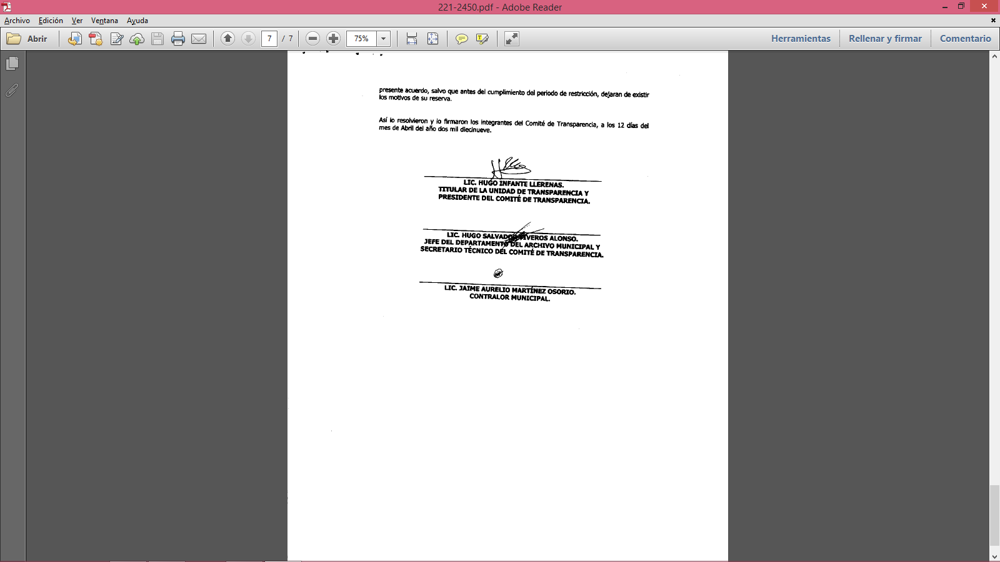 221-2450.pdf - Adobe Reader
Archivo Edición Ver Ventana Ayuda
Abrir 7 / 7 75% Herramientas Rellenar y firmar Comentario
presente acuerdo, salvo que antes del cumplimiento del periodo de restricción, dejaran de existir
los motivos de su reserva.
Así lo resolvieron y lo firmaron los integrantes del Comité de Transparencia, a los 12 días del
mes de Abril del año dos mil diecinueve.
LIC. HUGO INFANTE LLERENAS.
TITULAR DE LA UNIDAD DE TRANSPARENCIA Y
PRESIDENTE DEL COMITÉ DE TRANSPARENCIA.
LIC. HUGO SALVADOR VIVEROS ALONSO.
JEFE DEL DEPARTAMENTO DEL ARCHIVO MUNICIPAL Y
SECRETARIO TÉCNICO DEL COMITÉ DE TRANSPARENCIA.
LIC. JAIME AURELIO MARTÍNEZ OSORIO.
CONTRALOR MUNICIPAL.